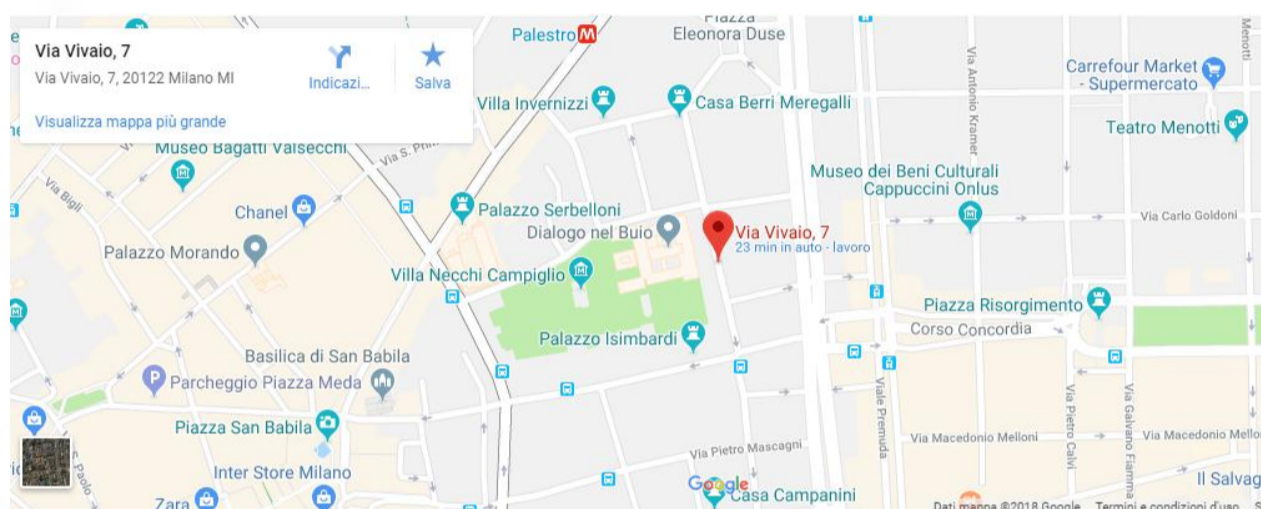 Via Vivaio, 7
Via Vivaio, 7, 20122 Milano MI
Indicazi...
Salva
Visualizza mappa più grande
Palestro M
Piazza
Eleonora Duse
Menotti
Via Antonio Kramer
Carrefour Market
- Supermercato
Villa Invernizzi
Casa Berri Meregalli
Teatro Menotti
Museo Bagatti Valsecchi
Via Bigli
Museo dei Beni Culturali
Cappuccini Onlus
Chanel
Palazzo Serbelloni
Via Carlo Goldoni
Dialogo nel Buio
Via Vivaio, 7
23 min in auto - lavoro
Palazzo Morando
Villa Necchi Campiglio
Piazza Risorgimento
Corso Concordia
Palazzo Isimbardi
Basilica di San Babila
P Parcheggio Piazza Meda
Viale Premuda
Via Pietro Calvi
Via Galvano Fiamma
Piazza San Babila
Via Macedonio Melloni
Via Macedonio Mello
Via Pietro Mascagni
S. Paolo
Inter Store Milano
Il Salvag
Google
Zara
Casa Campanini
Dati mappa ©2018 Google
Termini e condizioni d'uso